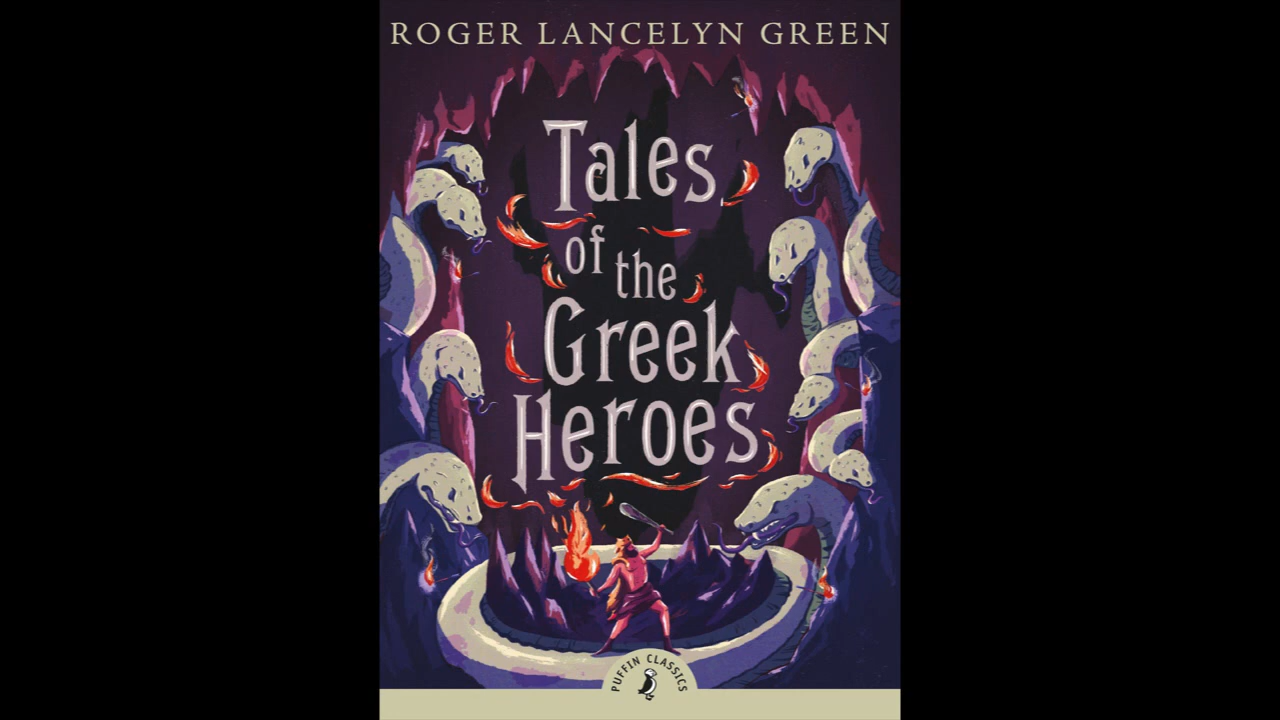 ROGER LANCELYN GREEN
Tales
of the
Greek
Heroes
PUFFIN CLASSICS